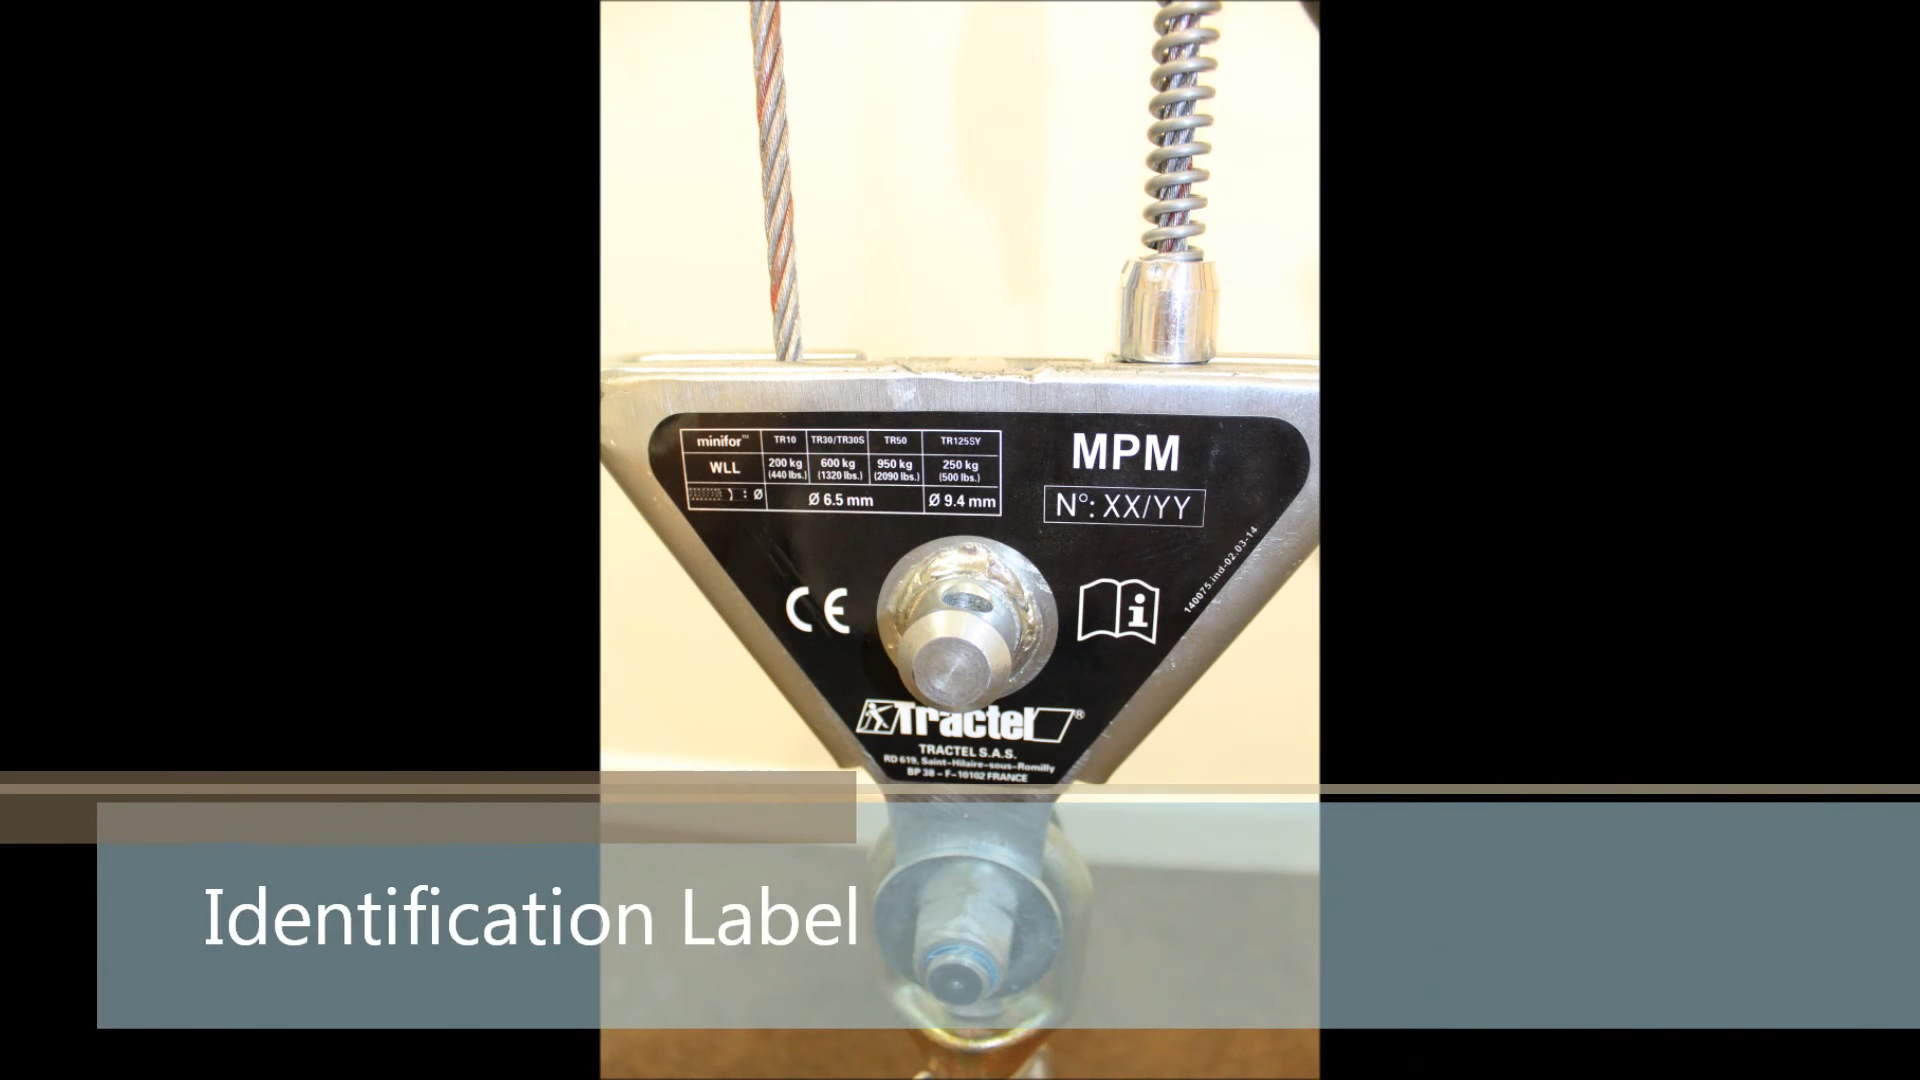 minifor™ TR10 TR30/TR30S TR50 TR125SY
WLL 200 kg (440 lbs.) 600 kg (1320 lbs.) 950 kg (2090 lbs.) 250 kg (500 lbs.)
: Ø Ø 6.5 mm Ø 9.4 mm
MPM
N°: XX/YY
140075.ind-02.03-14
CE
i
Tractel®
TRACTEL S.A.S.
RD 619, Saint-Hilaire-sous-Romilly
BP 38 - F-10102 FRANCE
Identification Label